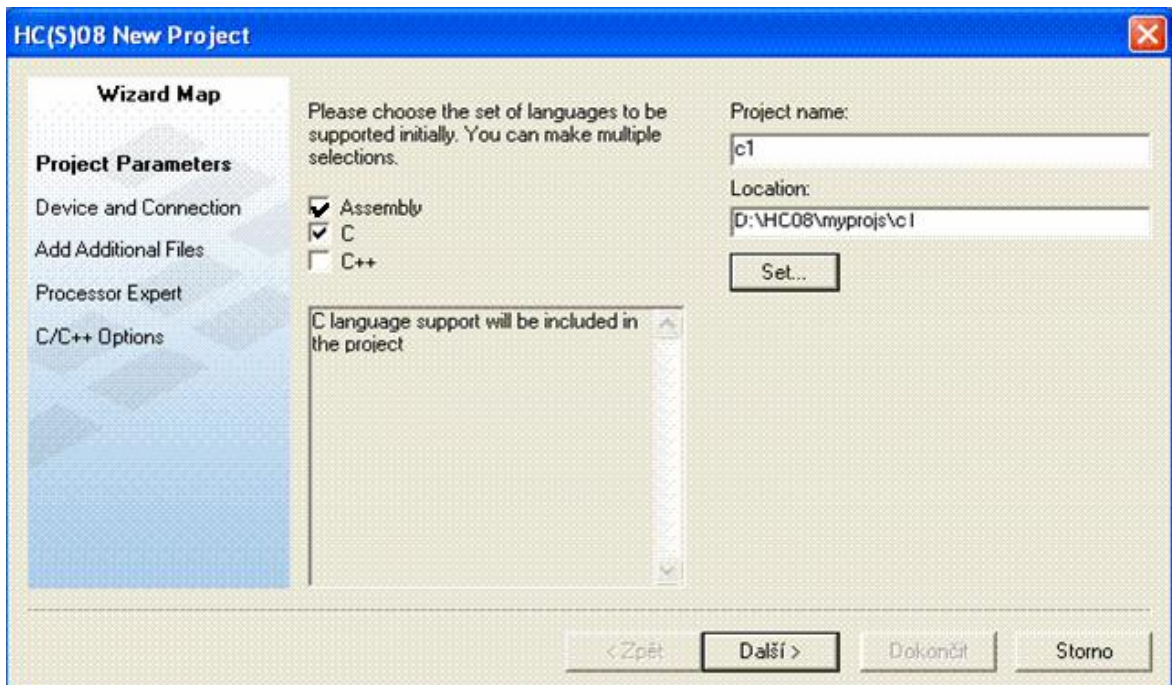 HC(S)08 New Project
Wizard Map
Project Parameters
Device and Connection
Add Additional Files
Processor Expert
C/C++ Options
Please choose the set of languages to be
supported initially. You can make multiple
selections.
Assembly
C
C++
C language support will be included in
the project
Project name:
c1
Location:
D:\HC08\myprojs\c1
Set...
< Zpět
Další >
Dokončit
Storno